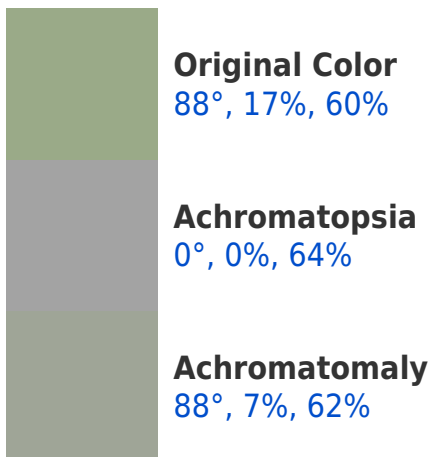 Original Color
88°, 17%, 60%
Achromatopsia
0°, 0%, 64%
Achromatomaly
88°, 7%, 62%